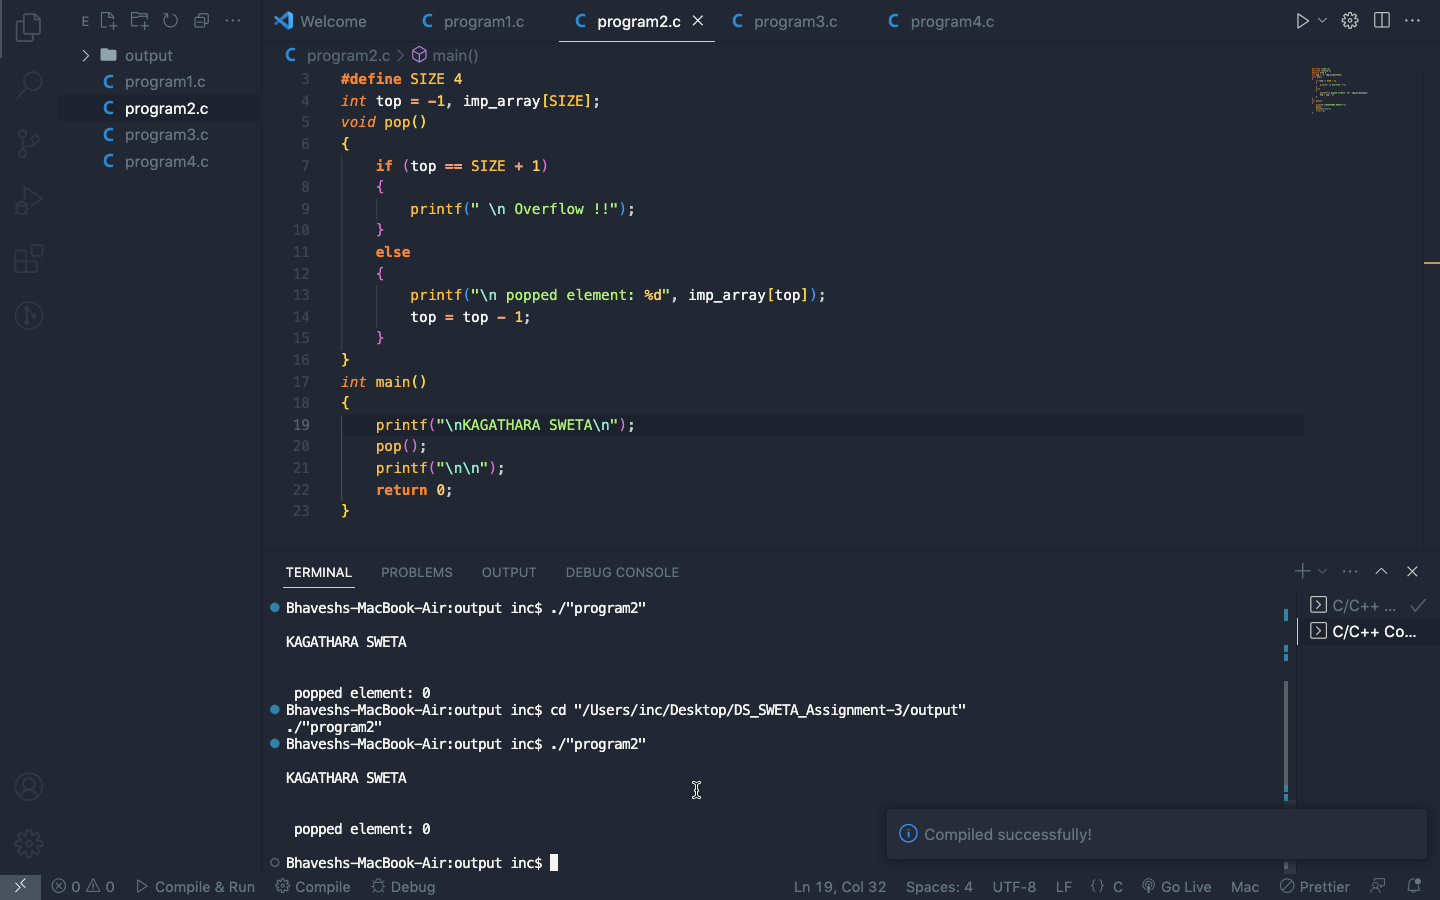 E
Welcome
C program1.c
C program2.c
C program3.c
C program4.c
output
C program1.c
C program2.c
C program3.c
C program4.c
C program2.c > main()
3 #define SIZE 4
4 int top = -1, imp_array[SIZE];
5 void pop()
6 {
7 if (top == SIZE + 1)
8 {
9 printf(" \n Overflow !!");
10 }
11 else
12 {
13 printf("\n popped element: %d", imp_array[top]);
14 top = top - 1;
15 }
16 }
17 int main()
18 {
19 printf("\nKAGATHARA SWETA\n");
20 pop();
21 printf("\n\n");
22 return 0;
23 }
TERMINAL PROBLEMS OUTPUT DEBUG CONSOLE
Bhaveshs-MacBook-Air:output inc$ ./"program2"
KAGATHARA SWETA
popped element: 0
Bhaveshs-MacBook-Air:output inc$ cd "/Users/inc/Desktop/DS_SWETA_Assignment-3/output"
./"program2"
Bhaveshs-MacBook-Air:output inc$ ./"program2"
KAGATHARA SWETA
popped element: 0
Bhaveshs-MacBook-Air:output inc$
C/C++ ...
C/C++ Co...
Compiled successfully!
0 0 Compile & Run Compile Debug Ln 19, Col 32 Spaces: 4 UTF-8 LF {} C Go Live Mac Prettier